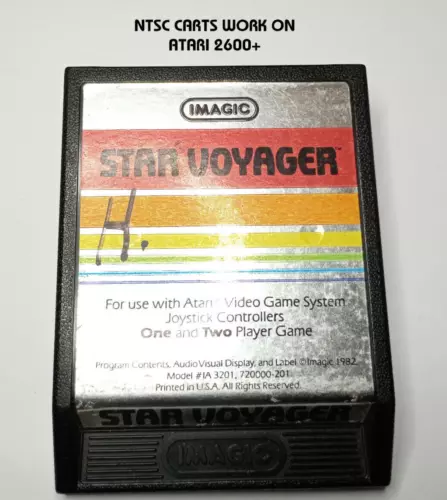 NTSC CARTS WORK ON
ATARI 2600+
IMAGIC
STAR VOYAGER™
H.
For use with Atari® Video Game System
Joystick Controllers
One and Two Player Game
Program Contents, Audio Visual Display, and Label © Imagic 1982
Model #IA 3201, 720000-201
Printed in U.S.A. All Rights Reserved.
STAR VOYAGER
IMAGIC